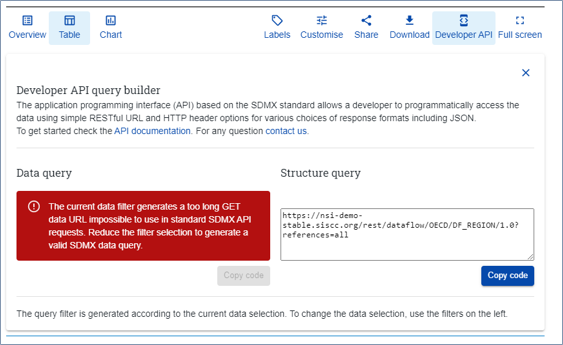 Overview Table Chart Labels Customise Share Download Developer API Full screen
Developer API query builder
The application programming interface (API) based on the SDMX standard allows a developer to programmatically access the
data using simple RESTful URL and HTTP header options for various choices of response formats including JSON.
To get started check the API documentation. For any question contact us.
Data query
The current data filter generates a too long GET
data URL impossible to use in standard SDMX API
requests. Reduce the filter selection to generate a
valid SDMX data query.
Copy code
Structure query
https://nsi-demo-
stable.siscc.org/rest/dataflow/OECD/DF_REGION/1.0?
references=all
Copy code
The query filter is generated according to the current data selection. To change the data selection, use the filters on the left.